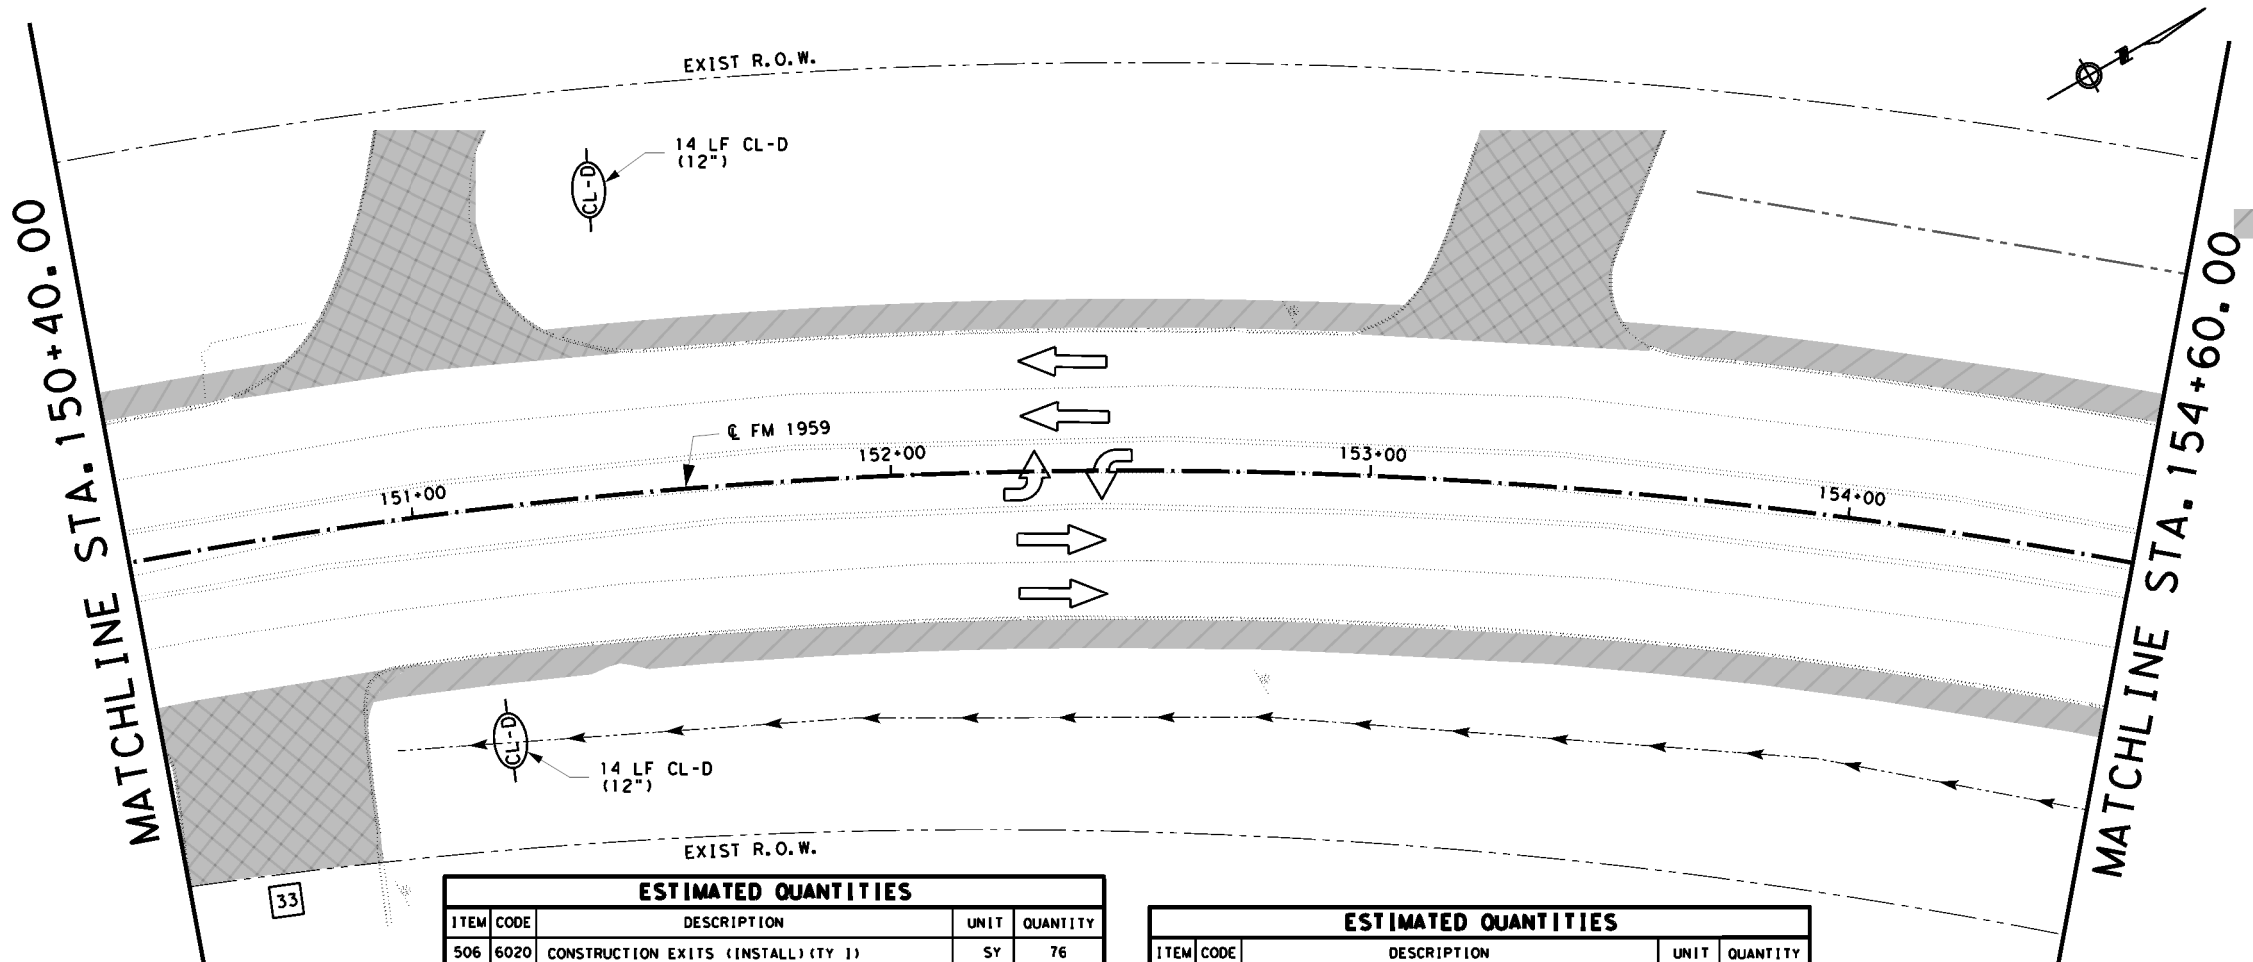 EXIST R.O.W.
N
14 LF CL-D
(12")
CL-D
MATCHLINE STA. 150+40.00
MATCHLINE STA. 154+60.00
℄ FM 1959
151+00
152+00
153+00
154+00
CL-D
14 LF CL-D
(12")
EXIST R.O.W.
33
ESTIMATED QUANTITIES
ITEM CODE DESCRIPTION UNIT QUANTITY
506 6020 CONSTRUCTION EXITS (INSTALL) (TY 1) SY 76
ESTIMATED QUANTITIES
ITEM CODE DESCRIPTION UNIT QUANTITY